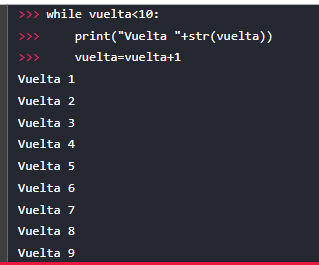 >>> while vuelta<10:
>>>     print("Vuelta "+str(vuelta))
>>>     vuelta=vuelta+1
Vuelta 1
Vuelta 2
Vuelta 3
Vuelta 4
Vuelta 5
Vuelta 6
Vuelta 7
Vuelta 8
Vuelta 9